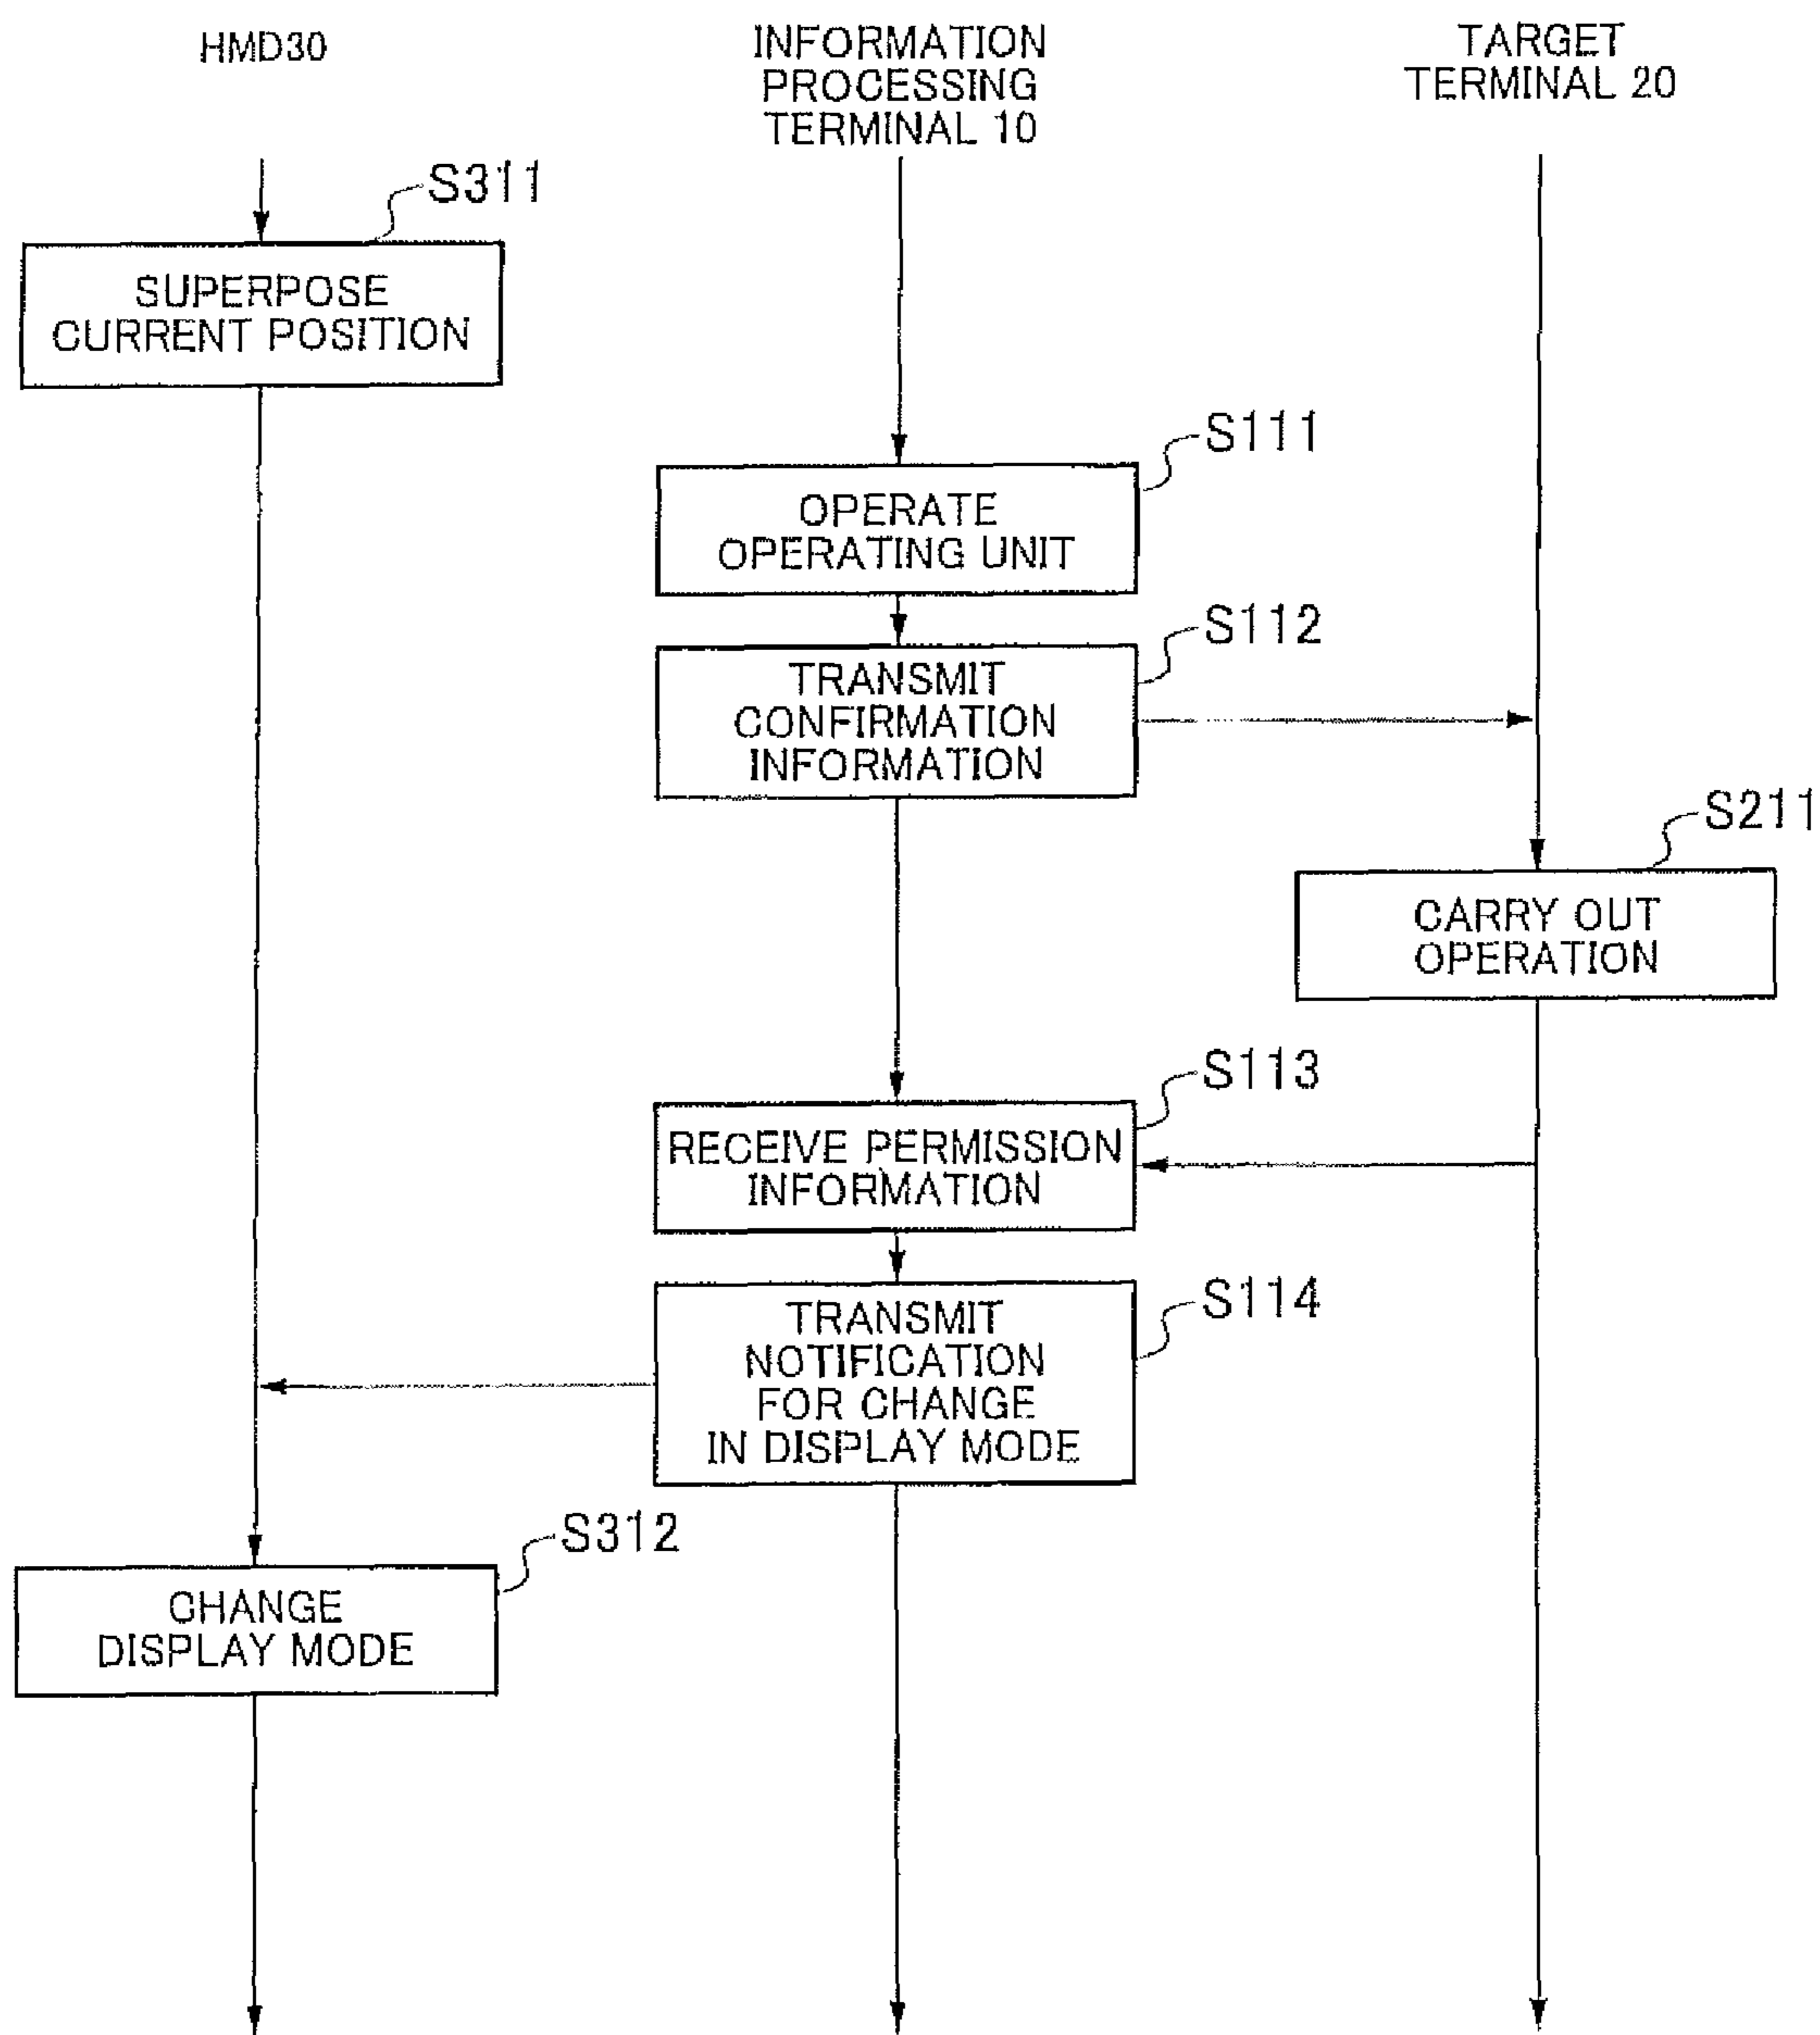 HMD30
INFORMATION
PROCESSING
TERMINAL 10
TARGET
TERMINAL 20
S311
SUPERPOSE
CURRENT POSITION
S111
OPERATE
OPERATING UNIT
S112
TRANSMIT
CONFIRMATION
INFORMATION
S211
CARRY OUT
OPERATION
S113
RECEIVE PERMISSION
INFORMATION
S114
TRANSMIT
NOTIFICATION
FOR CHANGE
IN DISPLAY MODE
S312
CHANGE
DISPLAY MODE